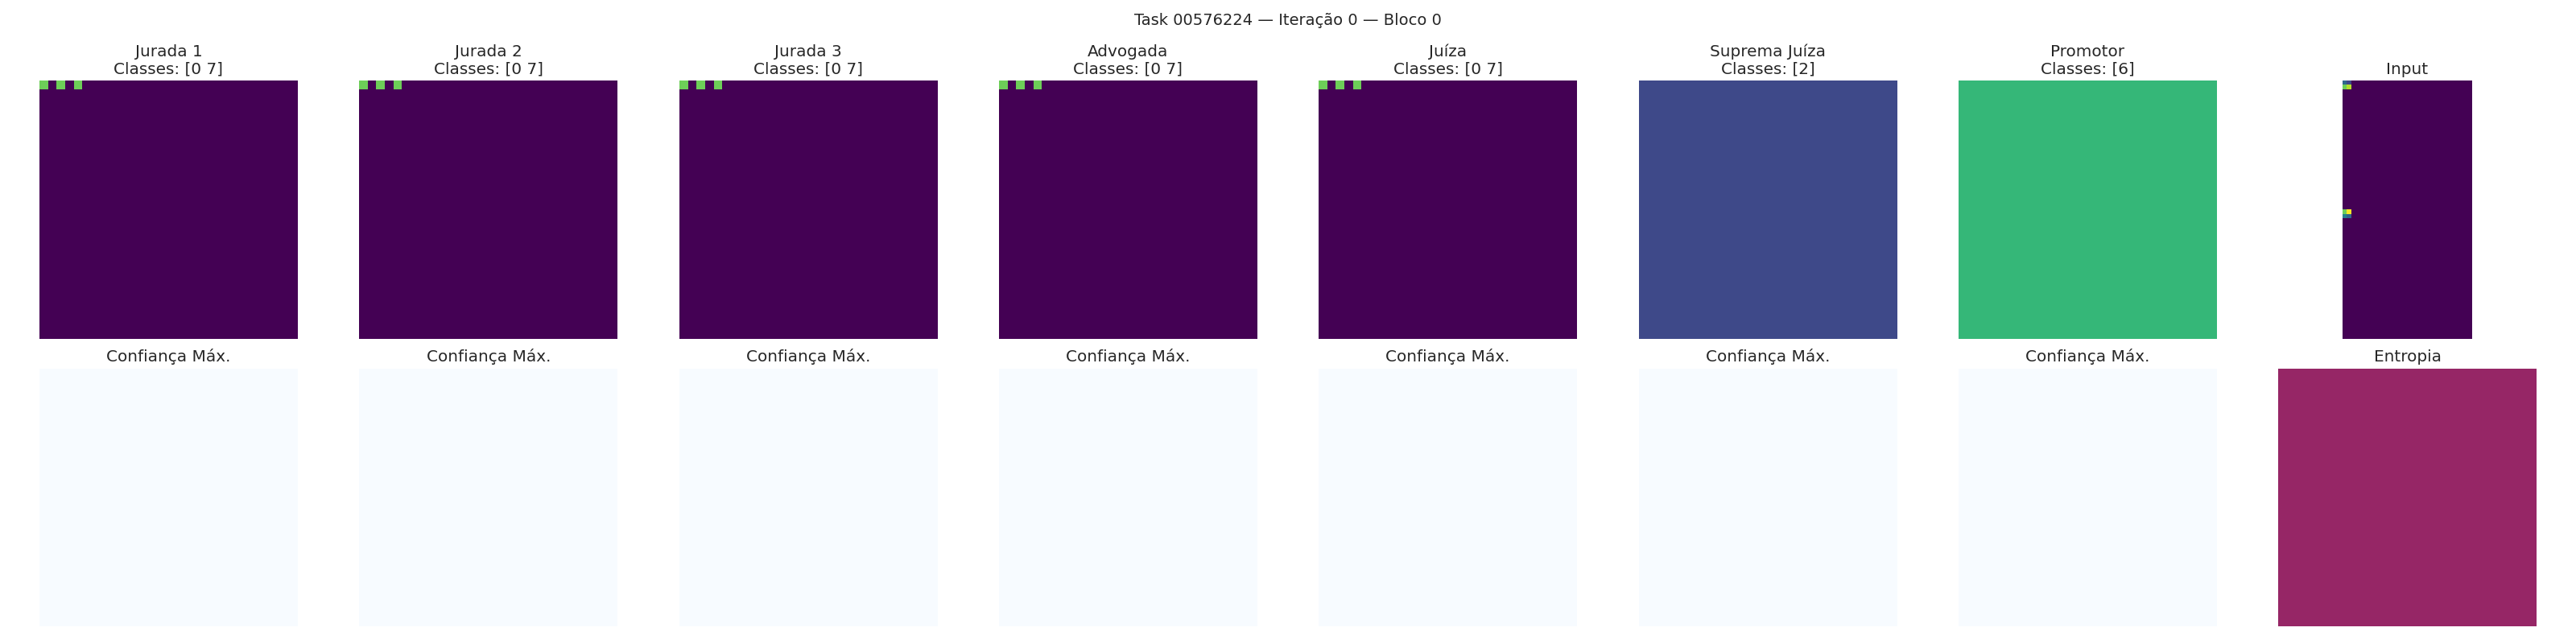 Task 00576224 — Iteração 0 — Bloco 0
Jurada 1
Classes: [0 7]
Jurada 2
Classes: [0 7]
Jurada 3
Classes: [0 7]
Advogada
Classes: [0 7]
Juíza
Classes: [0 7]
Suprema Juíza
Classes: [2]
Promotor
Classes: [6]
Input
Confiança Máx.
Confiança Máx.
Confiança Máx.
Confiança Máx.
Confiança Máx.
Confiança Máx.
Confiança Máx.
Entropia